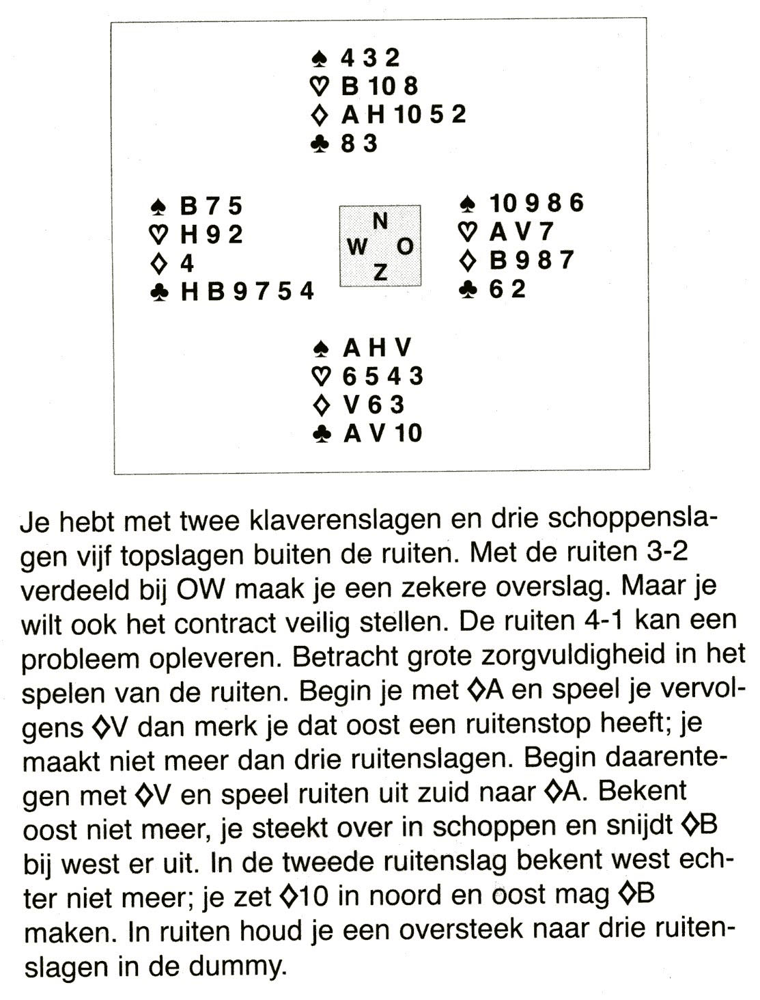 ♠ 4 3 2
♡ B 10 8
◇ A H 10 5 2
♣ 8 3
♠ B 7 5
♡ H 9 2
◇ 4
♣ H B 9 7 5 4
N
W O
Z
♠ 10 9 8 6
♡ A V 7
◇ B 9 8 7
♣ 6 2
♠ A H V
♡ 6 5 4 3
◇ V 6 3
♣ A V 10
Je hebt met twee klaverenslagen en drie schoppensla-
gen vijf topslagen buiten de ruiten. Met de ruiten 3-2
verdeeld bij OW maak je een zekere overslag. Maar je
wilt ook het contract veilig stellen. De ruiten 4-1 kan een
probleem opleveren. Betracht grote zorgvuldigheid in het
spelen van de ruiten. Begin je met ◇A en speel je vervol-
gens ◇V dan merk je dat oost een ruitenstop heeft; je
maakt niet meer dan drie ruitenslagen. Begin daarente-
gen met ◇V en speel ruiten uit zuid naar ◇A. Bekent
oost niet meer, je steekt over in schoppen en snijdt ◇B
bij west er uit. In de tweede ruitenslag bekent west ech-
ter niet meer; je zet ◇10 in noord en oost mag ◇B
maken. In ruiten houd je een oversteek naar drie ruiten-
slagen in de dummy.